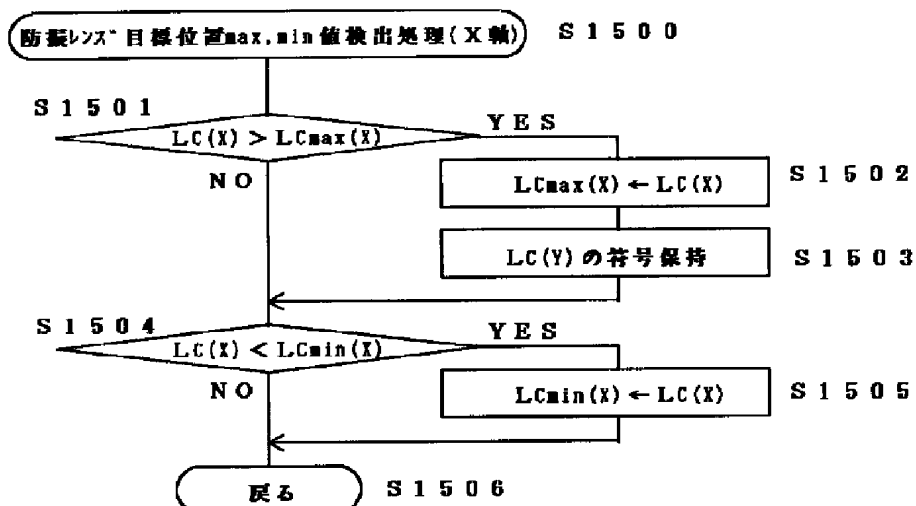 防振レンズ目標位置max,min値検出処理(X軸) S1500
S1501
LC(X)>LCmax(X)
YES
NO
LCmax(X)←LC(X) S1502
LC(Y)の符号保持 S1503
S1504
LC(X)<LCmin(X)
YES
NO
LCmin(X)←LC(X) S1505
戻る S1506